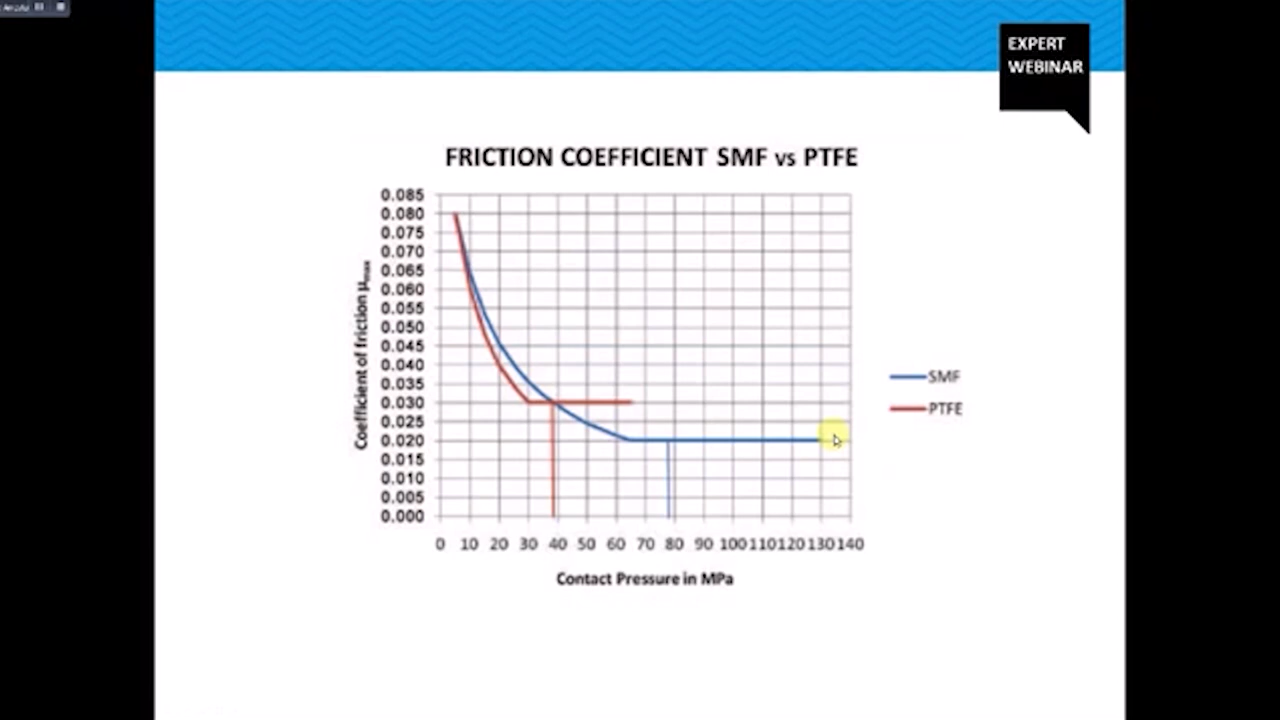 EXPERT
WEBINAR
FRICTION COEFFICIENT SMF vs PTFE
0.085
0.080
0.075
0.070
0.065
0.060
0.055
0.050
0.045
0.040
0.035
0.030
0.025
0.020
0.015
0.010
0.005
0.000
Coefficient of friction μmax
0 10 20 30 40 50 60 70 80 90 100 110 120 130 140
Contact Pressure in MPa
SMF
PTFE